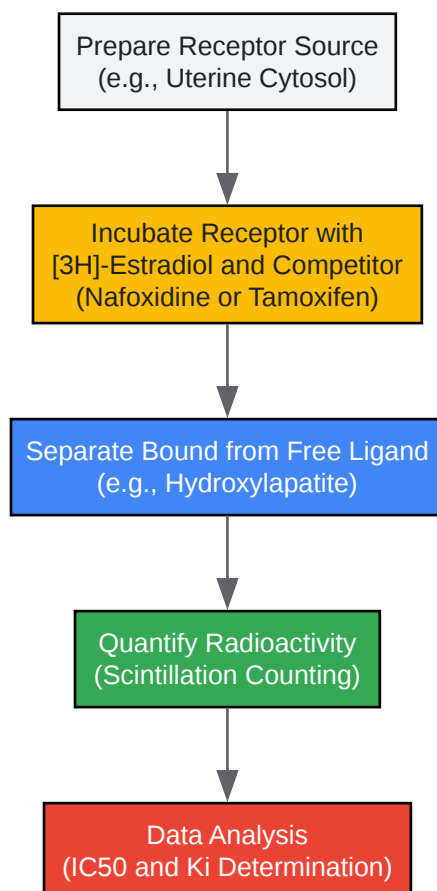 Prepare Receptor Source
(e.g., Uterine Cytosol)
Incubate Receptor with
[3H]-Estradiol and Competitor
(Nafoxidine or Tamoxifen)
Separate Bound from Free Ligand
(e.g., Hydroxylapatite)
Quantify Radioactivity
(Scintillation Counting)
Data Analysis
(IC50 and Ki Determination)